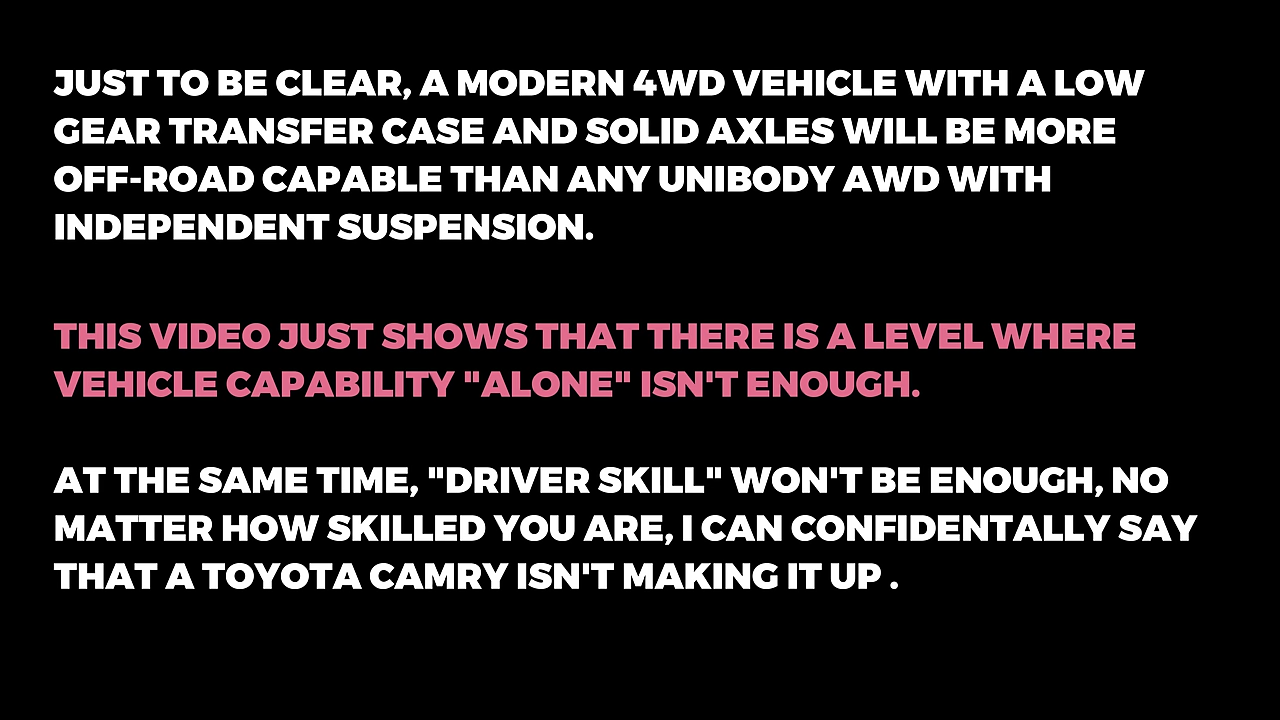 JUST TO BE CLEAR, A MODERN 4WD VEHICLE WITH A LOW
GEAR TRANSFER CASE AND SOLID AXLES WILL BE MORE
OFF-ROAD CAPABLE THAN ANY UNIBODY AWD WITH
INDEPENDENT SUSPENSION.
THIS VIDEO JUST SHOWS THAT THERE IS A LEVEL WHERE
VEHICLE CAPABILITY "ALONE" ISN'T ENOUGH.
AT THE SAME TIME, "DRIVER SKILL" WON'T BE ENOUGH, NO
MATTER HOW SKILLED YOU ARE, I CAN CONFIDENTALLY SAY
THAT A TOYOTA CAMRY ISN'T MAKING IT UP .